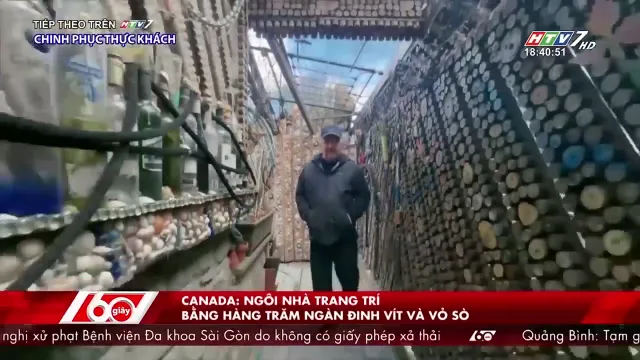 TIẾP THEO TRÊN HTV7
CHINH PHỤC THỰC KHÁCH
HTV7 HD
18:40:51
60 giây
CANADA: NGÔI NHÀ TRANG TRÍ
BẰNG HÀNG TRĂM NGÀN ĐINH VÍT VÀ VỎ SÒ
nghị xử phạt Bệnh viện Đa khoa Sài Gòn do không có giấy phép xả thải 60 giây Quảng Bình: Tạm g